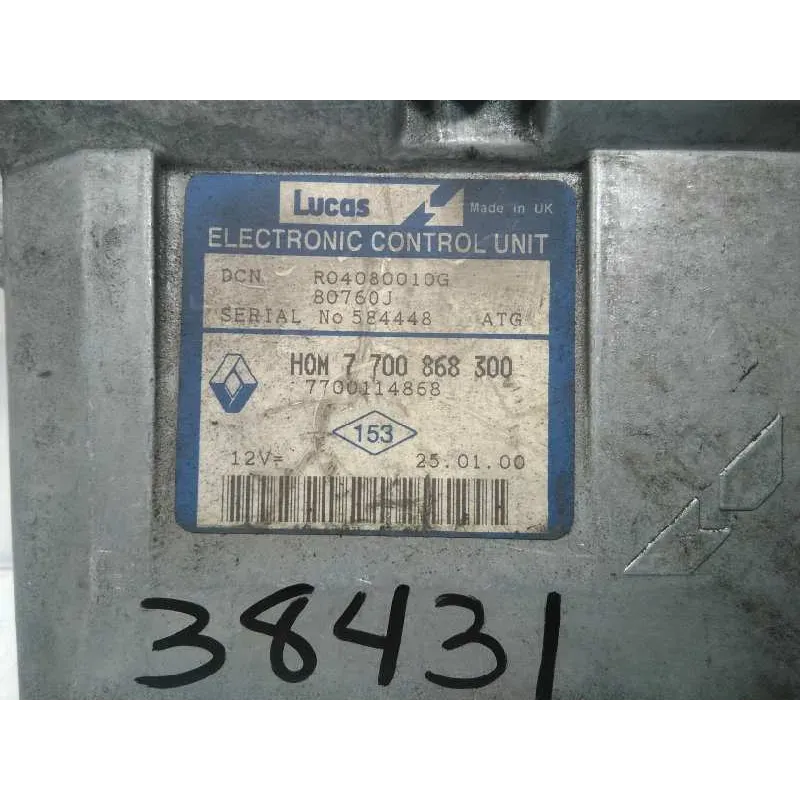 Lucas Made in UK
ELECTRONIC CONTROL UNIT
DCN R04080010G
80760J
SERIAL No 584448 ATG
HOM 7 700 868 300
7700114868
153
12V= 25.01.00
38431